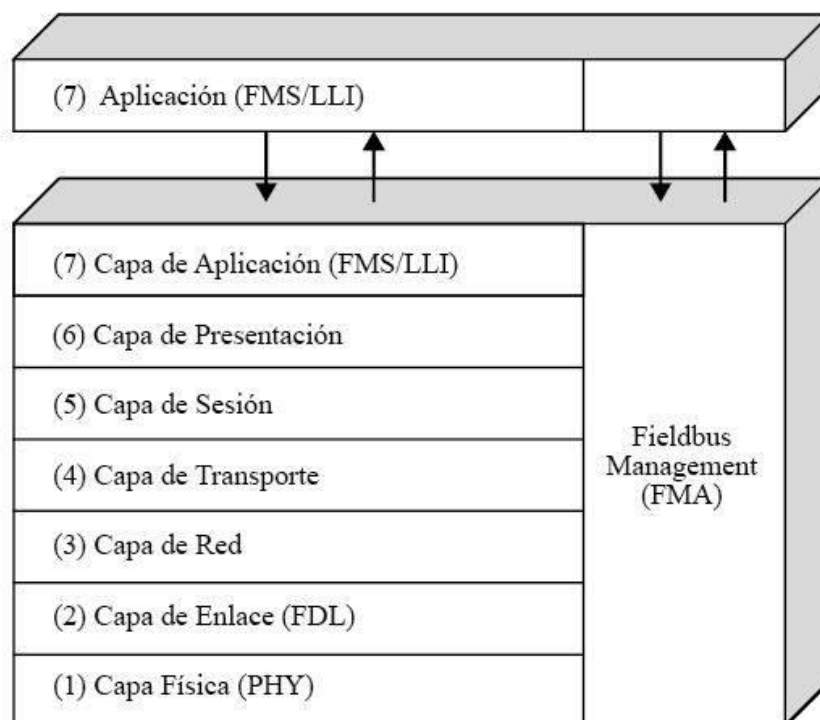 (7) Aplicación (FMS/LLI)
(7) Capa de Aplicación (FMS/LLI)
(6) Capa de Presentación
(5) Capa de Sesión
(4) Capa de Transporte
(3) Capa de Red
(2) Capa de Enlace (FDL)
(1) Capa Física (PHY)
Fieldbus
Management
(FMA)